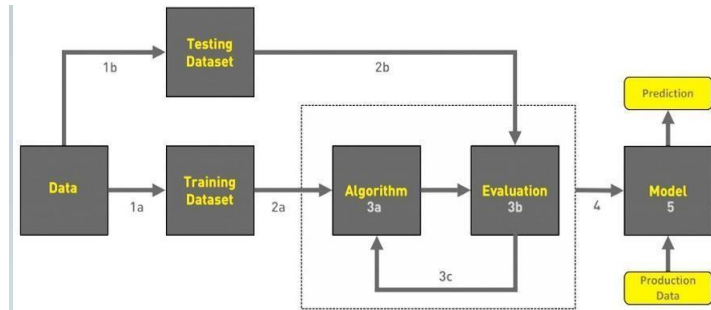 Testing
Dataset
1b
2b
Prediction
Data
Training
Dataset
Algorithm
3a
Evaluation
3b
Model
5
1a
2a
4
3c
Production
Data